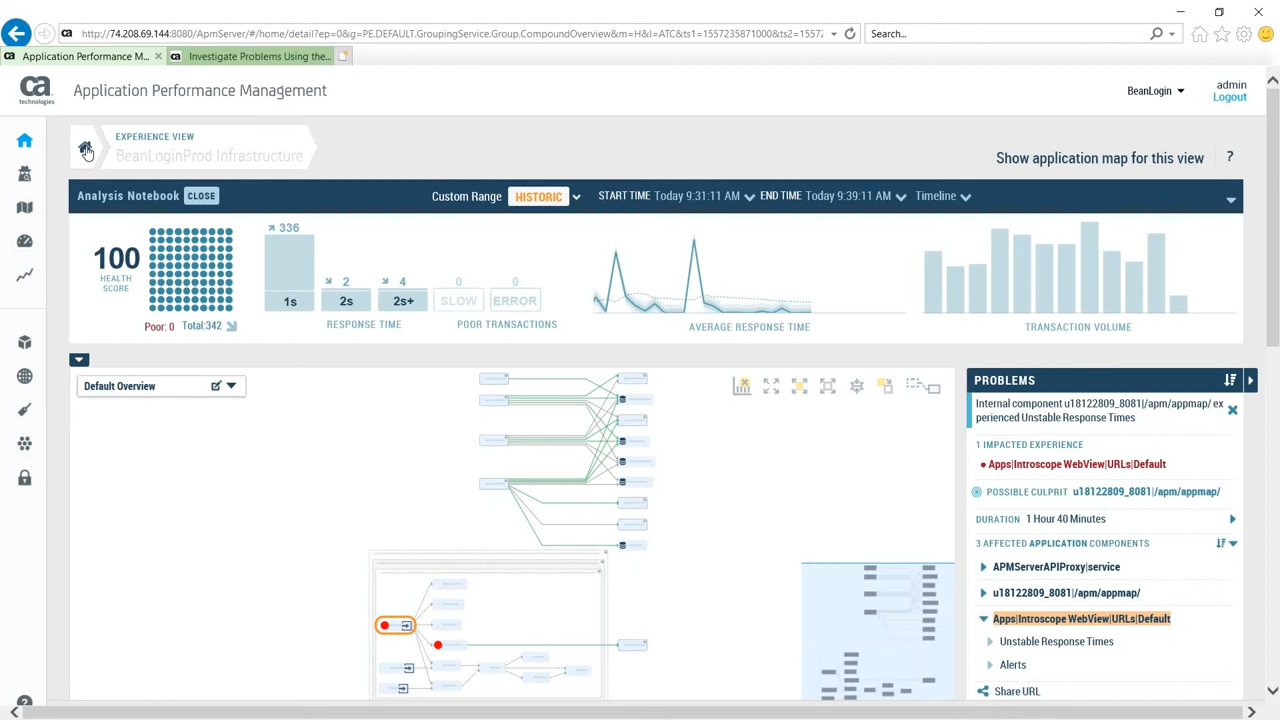 http://74.208.69.144:8080/ApmServer/#/home/detail?ep=0&g=PE.DEFAULT.GroupingService.Group.CompoundOverview&m=H&l=ATC&ts1=1557235871000&ts2=1557
Search...
Application Performance M...
Investigate Problems Using the...
ca
technologies
Application Performance Management
BeanLogin
admin
Logout
EXPERIENCE VIEW
BeanLoginProd Infrastructure
Show application map for this view
?
Analysis Notebook CLOSE
Custom Range HISTORIC
START TIME Today 9:31:11 AM
END TIME Today 9:39:11 AM
Timeline
100
HEALTH
SCORE
Poor: 0 Total:342
336
2
4
0
0
1s
2s
2s+
SLOW
ERROR
RESPONSE TIME
POOR TRANSACTIONS
AVERAGE RESPONSE TIME
TRANSACTION VOLUME
Default Overview
PROBLEMS
Internal component u18122809_8081|/apm/appmap/ ex
perienced Unstable Response Times
1 IMPACTED EXPERIENCE
Apps|Introscope WebView|URLs|Default
POSSIBLE CULPRIT u18122809_8081|/apm/appmap/
DURATION 1 Hour 40 Minutes
3 AFFECTED APPLICATION COMPONENTS
APMServerAPIProxy|service
u18122809_8081|/apm/appmap/
Apps|Introscope WebView|URLs|Default
Unstable Response Times
Alerts
Share URL